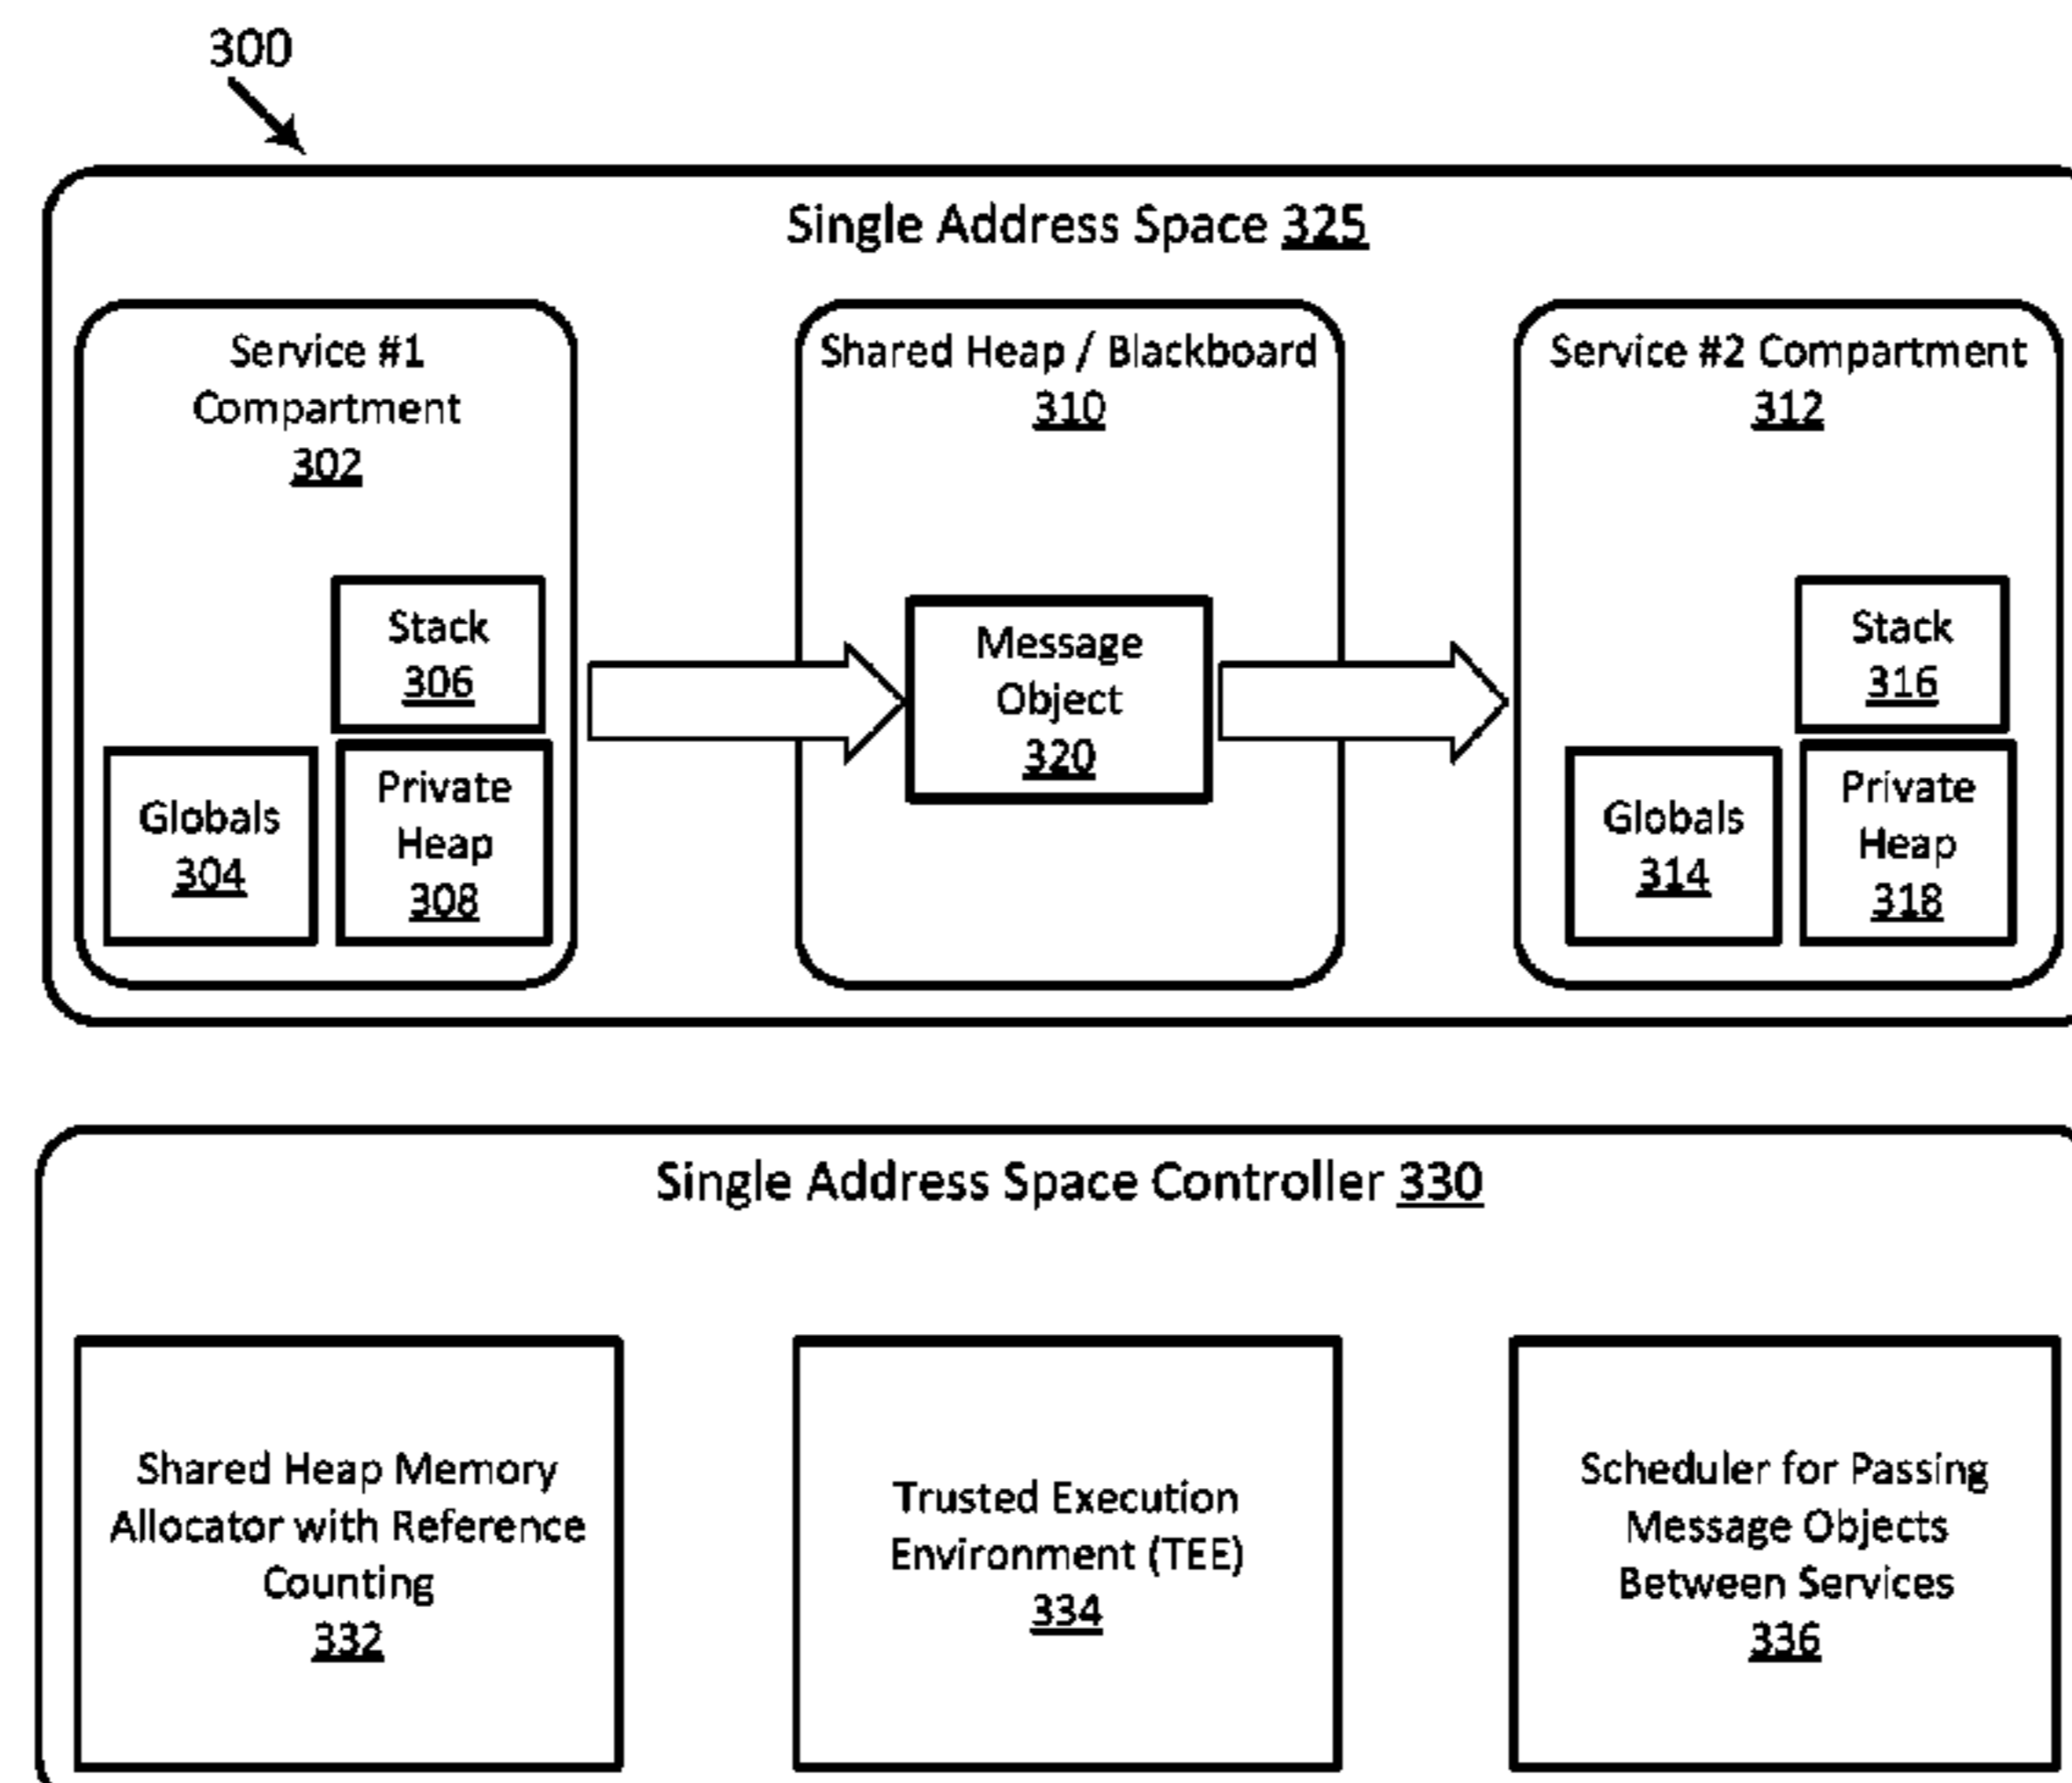 300
Single Address Space 325
Service #1
Compartment
302
Stack
306
Globals
304
Private
Heap
308
Shared Heap / Blackboard
310
Message
Object
320
Service #2 Compartment
312
Stack
316
Globals
314
Private
Heap
318
Single Address Space Controller 330
Shared Heap Memory
Allocator with Reference
Counting
332
Trusted Execution
Environment (TEE)
334
Scheduler for Passing
Message Objects
Between Services
336